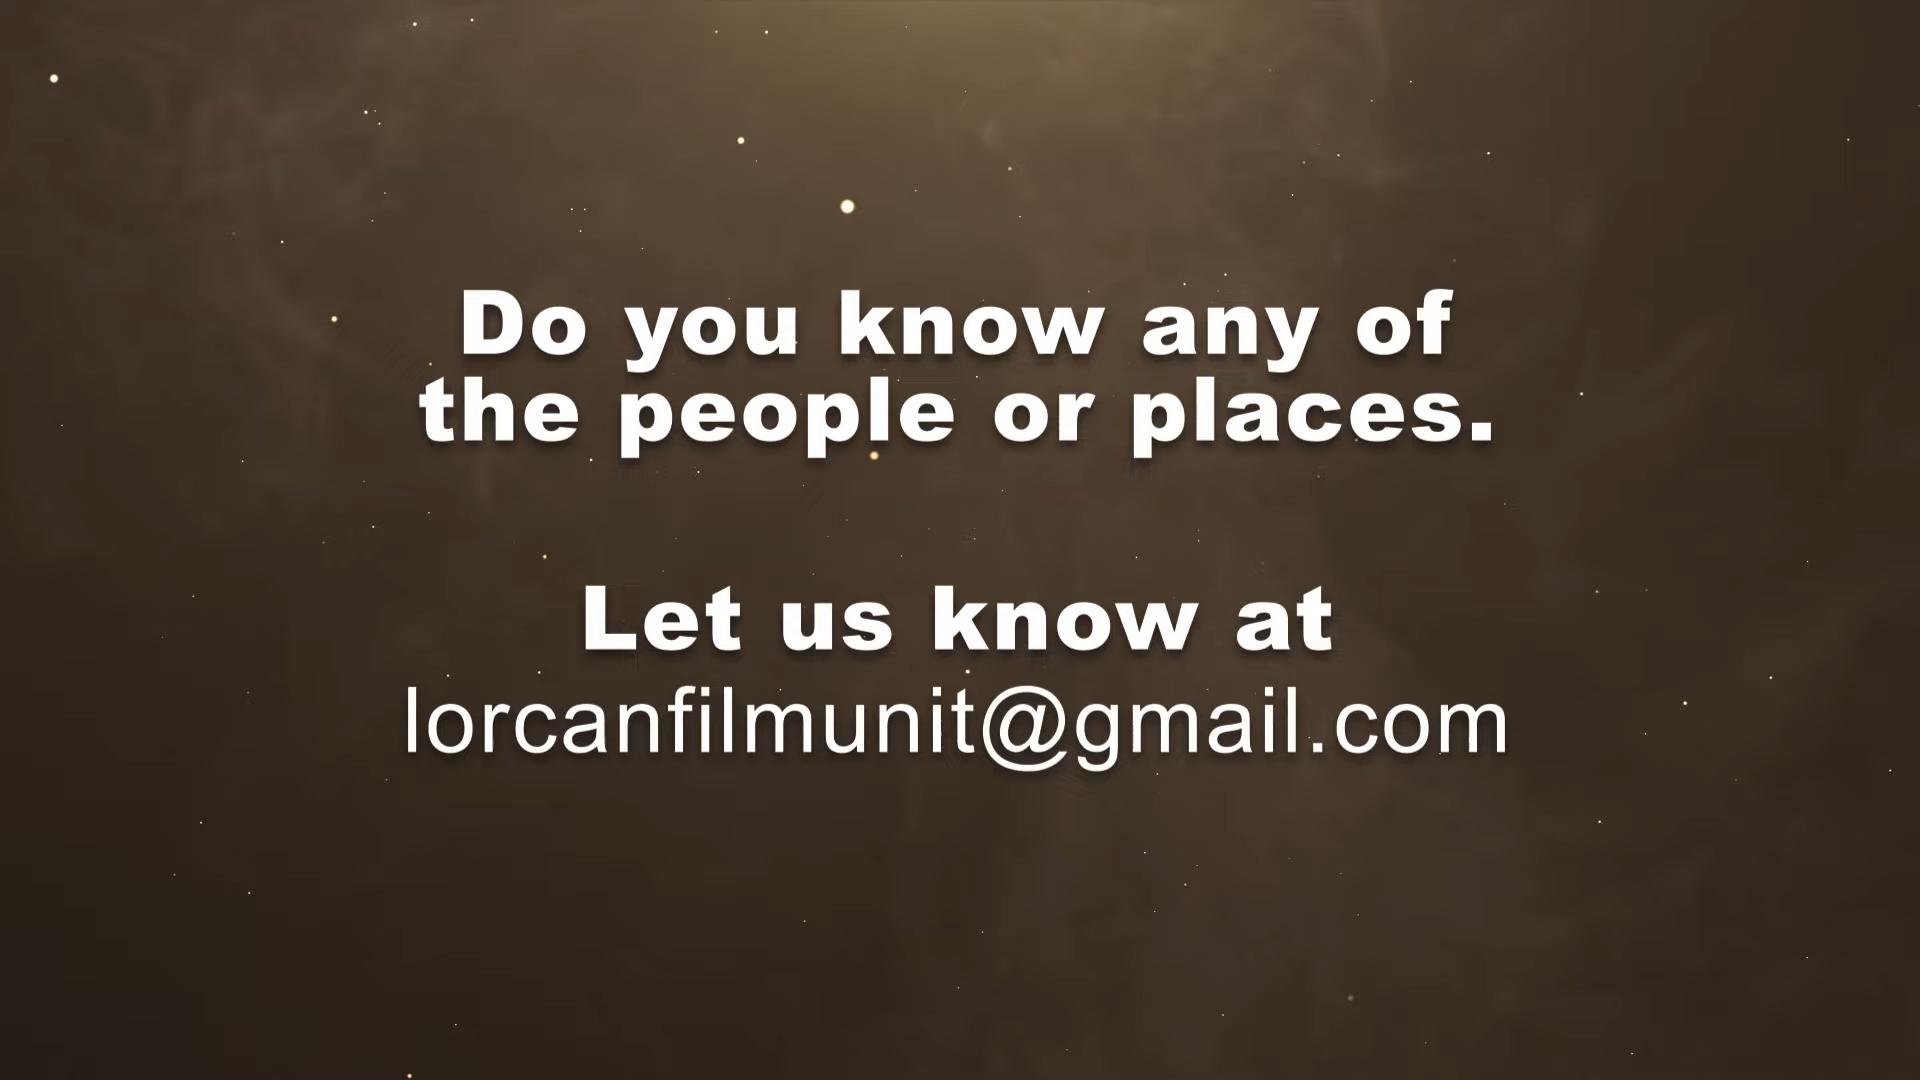 Do you know any of
the people or places.
Let us know at
lorcanfilmunit@gmail.com